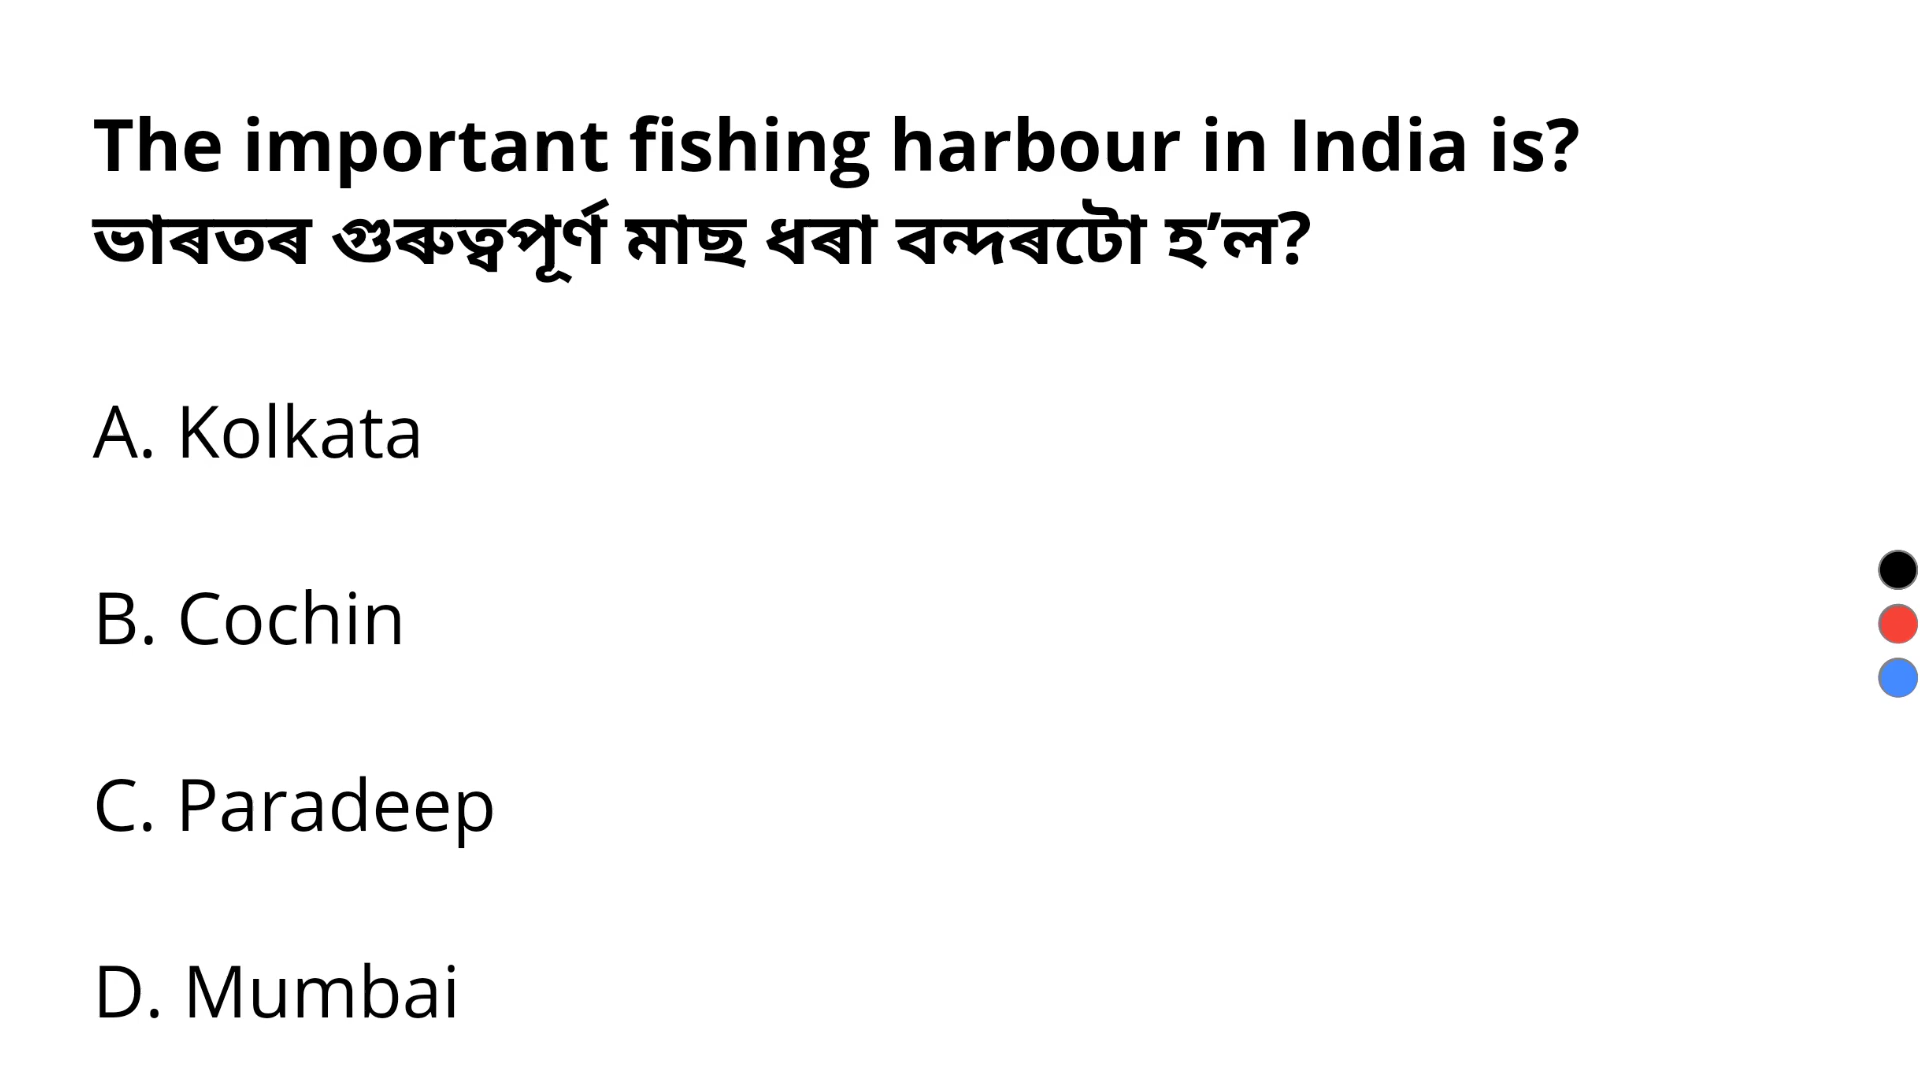 The important fishing harbour in India is?
ভাৰতৰ গুৰুত্বপূৰ্ণ মাছ ধৰা বন্দৰটো হ’ল?
A. Kolkata
B. Cochin
C. Paradeep
D. Mumbai